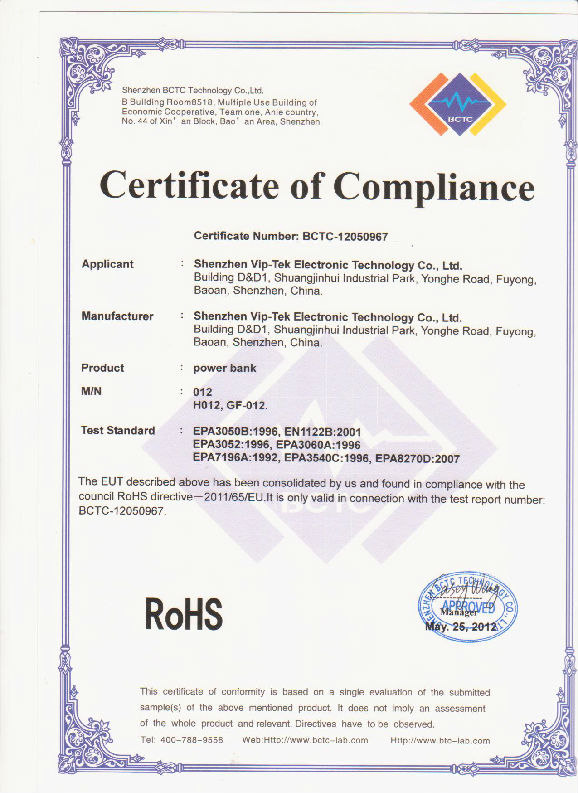 Shenzhen BCTC Technology Co.,Ltd.
B Building Room8518, Multiple Use Building of
Economic Cooperative, Team one, Anle country,
No. 44 of Xin' an Block, Bao' an Area, Shenzhen
BCTC
Certificate of Compliance
Certificate Number: BCTC-12050967
Applicant : Shenzhen Vip-Tek Electronic Technology Co., Ltd.
Building D&D1, Shuangjinhui Industrial Park, Yonghe Road, Fuyong,
Baoan, Shenzhen, China.
Manufacturer : Shenzhen Vip-Tek Electronic Technology Co., Ltd.
Building D&D1, Shuangjinhui Industrial Park, Yonghe Road, Fuyong,
Baoan, Shenzhen, China.
Product : power bank
M/N : 012
H012, GF-012.
Test Standard : EPA3050B:1996, EN1122B:2001
EPA3052:1996, EPA3060A:1996
EPA7196A:1992, EPA3540C:1996, EPA8270D:2007
The EUT described above has been consolidated by us and found in compliance with the
council RoHS directive—2011/65/EU.It is only valid in connection with the test report number:
BCTC-12050967.
BCTC
RoHS
SHENZHEN BCTC TECHNOLOGY CO., LTD
APPROVED
Manager
May. 25, 2012
This certificate of conformity is based on a single evaluation of the submitted
sample(s) of the above mentioned product. It does not imply an assessment
of the whole product and relevant. Directives have to be observed.
Tel: 400-788-9558 Web:Http://www.bctc-lab.com Http://www.btc-lab.com